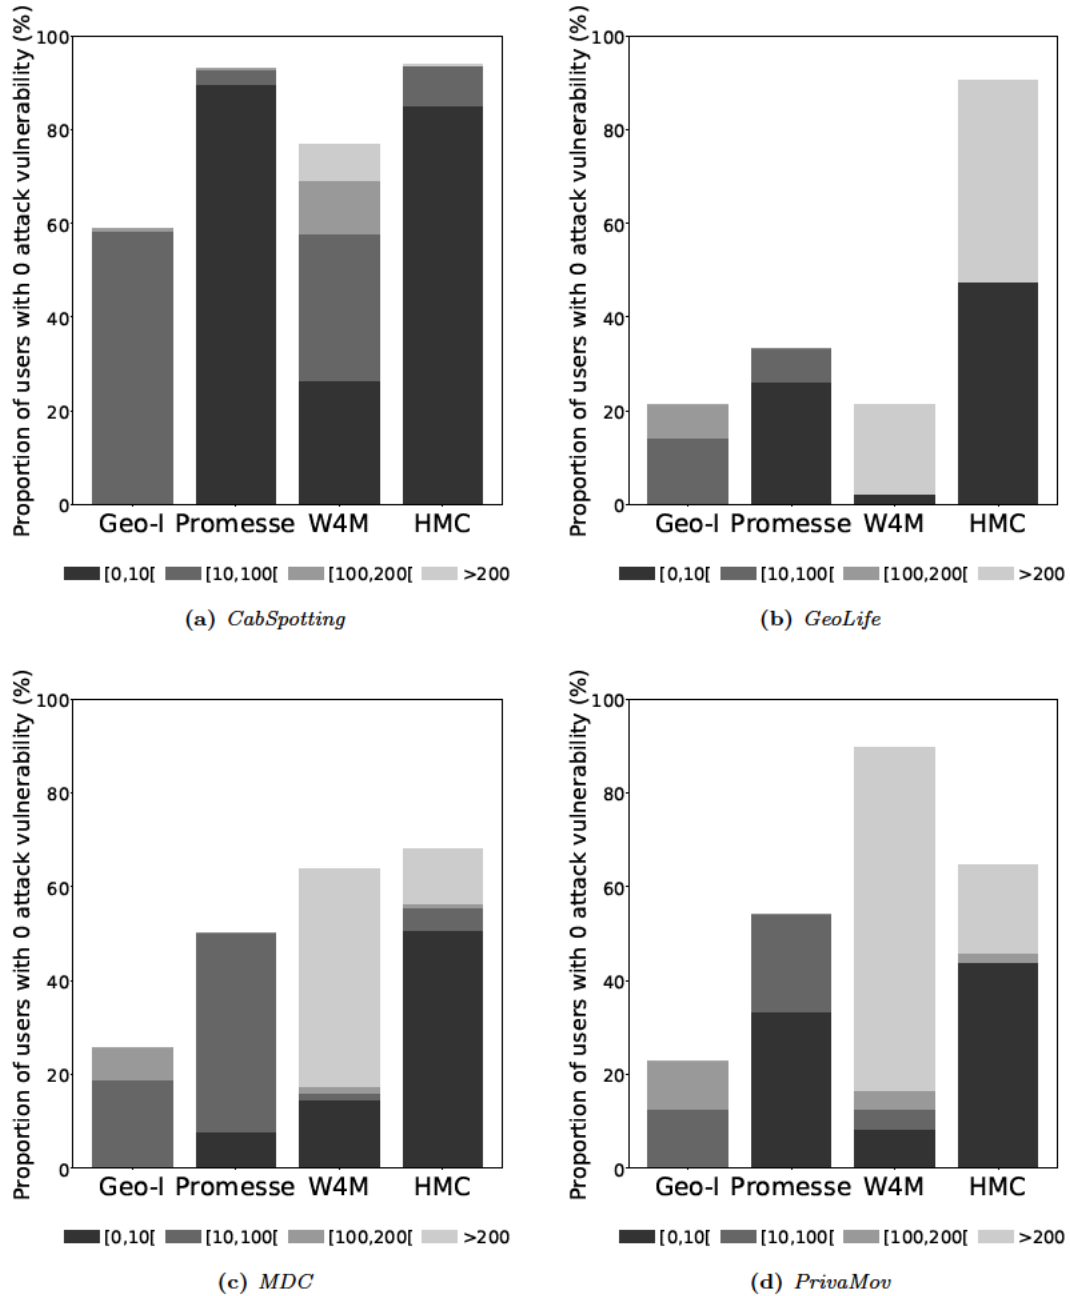 Proportion of users with 0 attack vulnerability (%)
100
80
60
40
20
0
Geo-I Promesse W4M HMC
[0,10[ [10,100[ [100,200[ >200
(a) CabSpotting
Proportion of users with 0 attack vulnerability (%)
100
80
60
40
20
0
Geo-I Promesse W4M HMC
[0,10[ [10,100[ [100,200[ >200
(b) GeoLife
Proportion of users with 0 attack vulnerability (%)
100
80
60
40
20
0
Geo-I Promesse W4M HMC
[0,10[ [10,100[ [100,200[ >200
(c) MDC
Proportion of users with 0 attack vulnerability (%)
100
80
60
40
20
0
Geo-I Promesse W4M HMC
[0,10[ [10,100[ [100,200[ >200
(d) PrivaMov